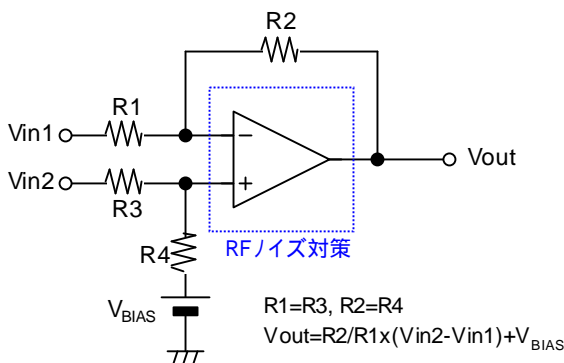 R2
R1
Vin1
−
Vout
Vin2
+
R3
RFノイズ対策
R4
VBIAS
R1=R3, R2=R4
Vout=R2/R1x(Vin2-Vin1)+VBIAS